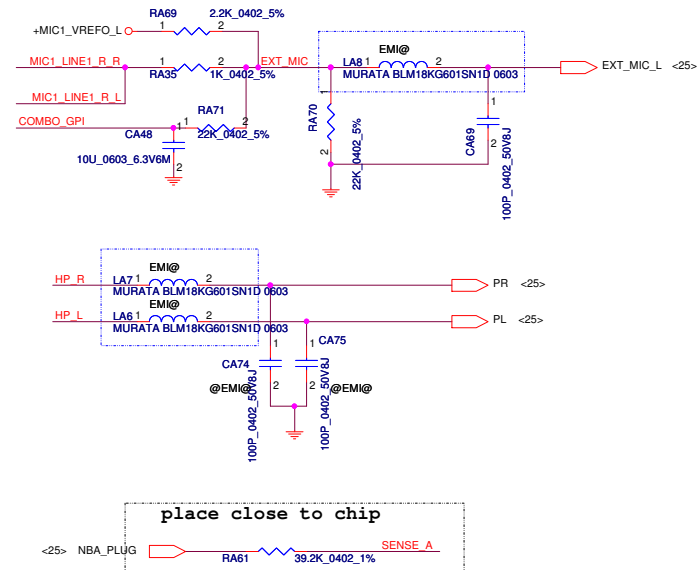 RA69 2.2K_0402_5%
+MIC1_VREFO_L 1 2
MIC1_LINE1_R_R 1 2 EXT_MIC
RA35 1K_0402_5%
MIC1_LINE1_R_L
RA71
COMBO_GPI 1 2
22K_0402_5%
CA48 1
10U_0603_6.3V6M
2
EMI@
LA8 1 2
MURATA BLM18KG601SN1D 0603
EXT_MIC_L <25>
1
RA70
2
22K_0402_5%
1
CA69
2
100P_0402_50V8J
EMI@
HP_R LA7 1 2 PR <25>
MURATA BLM18KG601SN1D 0603
EMI@
HP_L LA6 1 2 PL <25>
MURATA BLM18KG601SN1D 0603
1 1 CA75
CA74
2 2
@EMI@ @EMI@
100P_0402_50V8J
100P_0402_50V8J
place close to chip
<25> NBA_PLUG SENSE_A
RA61 39.2K_0402_1%